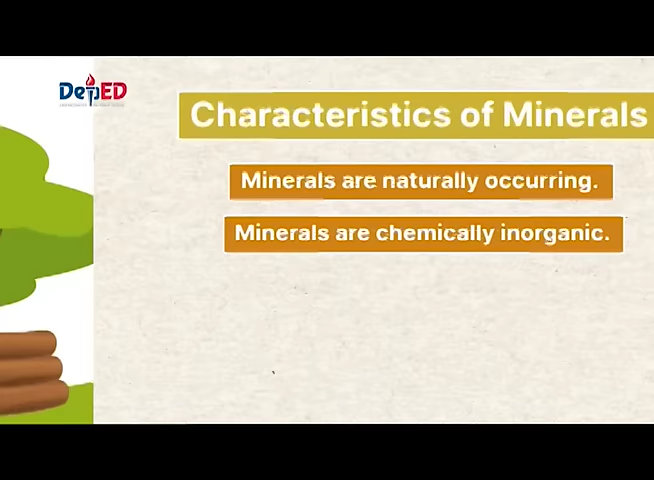 DepED
Characteristics of Minerals
Minerals are naturally occurring.
Minerals are chemically inorganic.